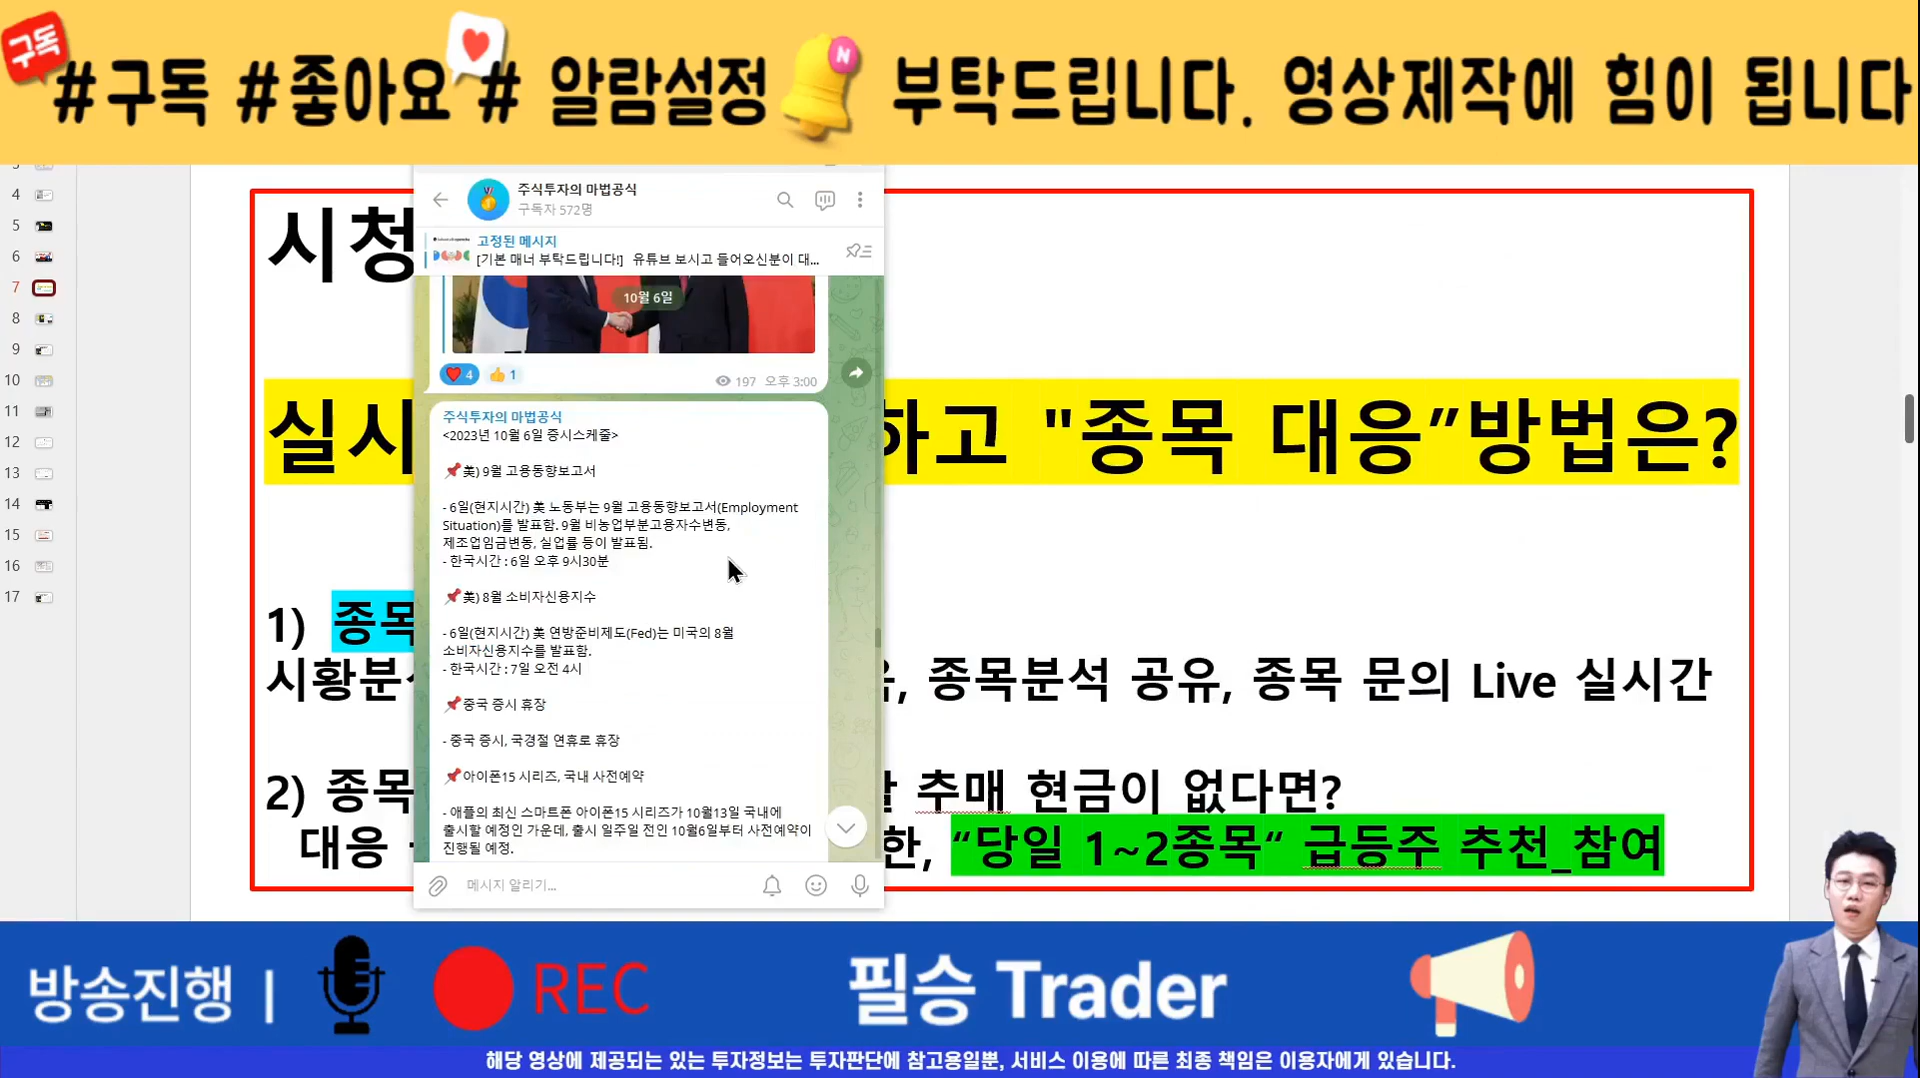 구독
#구독 #좋아요 # 알람설정 N 부탁드립니다. 영상제작에 힘이 됩니다
4
5
6
7
8
9
10
11
12
13
14
15
16
17
시청
실시
하고 "종목 대응”방법은?
1) 종목
시황분
, 종목분석 공유, 종목 문의 Live 실시간
2) 종목
추매 현금이 없다면?
대응
한, “당일 1~2종목“ 급등주 추천_참여
주식투자의 마법공식
구독자 572명
고정된 메시지
[기본 매너 부탁드립니다!] 유튜브 보시고 들어오신분이 대...
10월 6일
4 1
197 오후 3:00
주식투자의 마법공식
<2023년 10월 6일 증시스케줄>
美) 9월 고용동향보고서
- 6일(현지시간) 美 노동부는 9월 고용동향보고서(Employment
Situation)를 발표함. 9월 비농업부분고용자수변동,
제조업임금변동, 실업률 등이 발표됨.
- 한국시간 : 6일 오후 9시30분
美) 8월 소비자신용지수
- 6일(현지시간) 美 연방준비제도(Fed)는 미국의 8월
소비자신용지수를 발표함.
- 한국시간 : 7일 오전 4시
중국 증시 휴장
- 중국 증시, 국경절 연휴로 휴장
아이폰15 시리즈, 국내 사전예약
- 애플의 최신 스마트폰 아이폰15 시리즈가 10월13일 국내에
출시할 예정인 가운데, 출시 일주일 전인 10월6일부터 사전예약이
진행될 예정.
메시지 알리기...
방송진행 | REC 필승 Trader
해당 영상에 제공되는 있는 투자정보는 투자판단에 참고용일뿐, 서비스 이용에 따른 최종 책임은 이용자에게 있습니다.